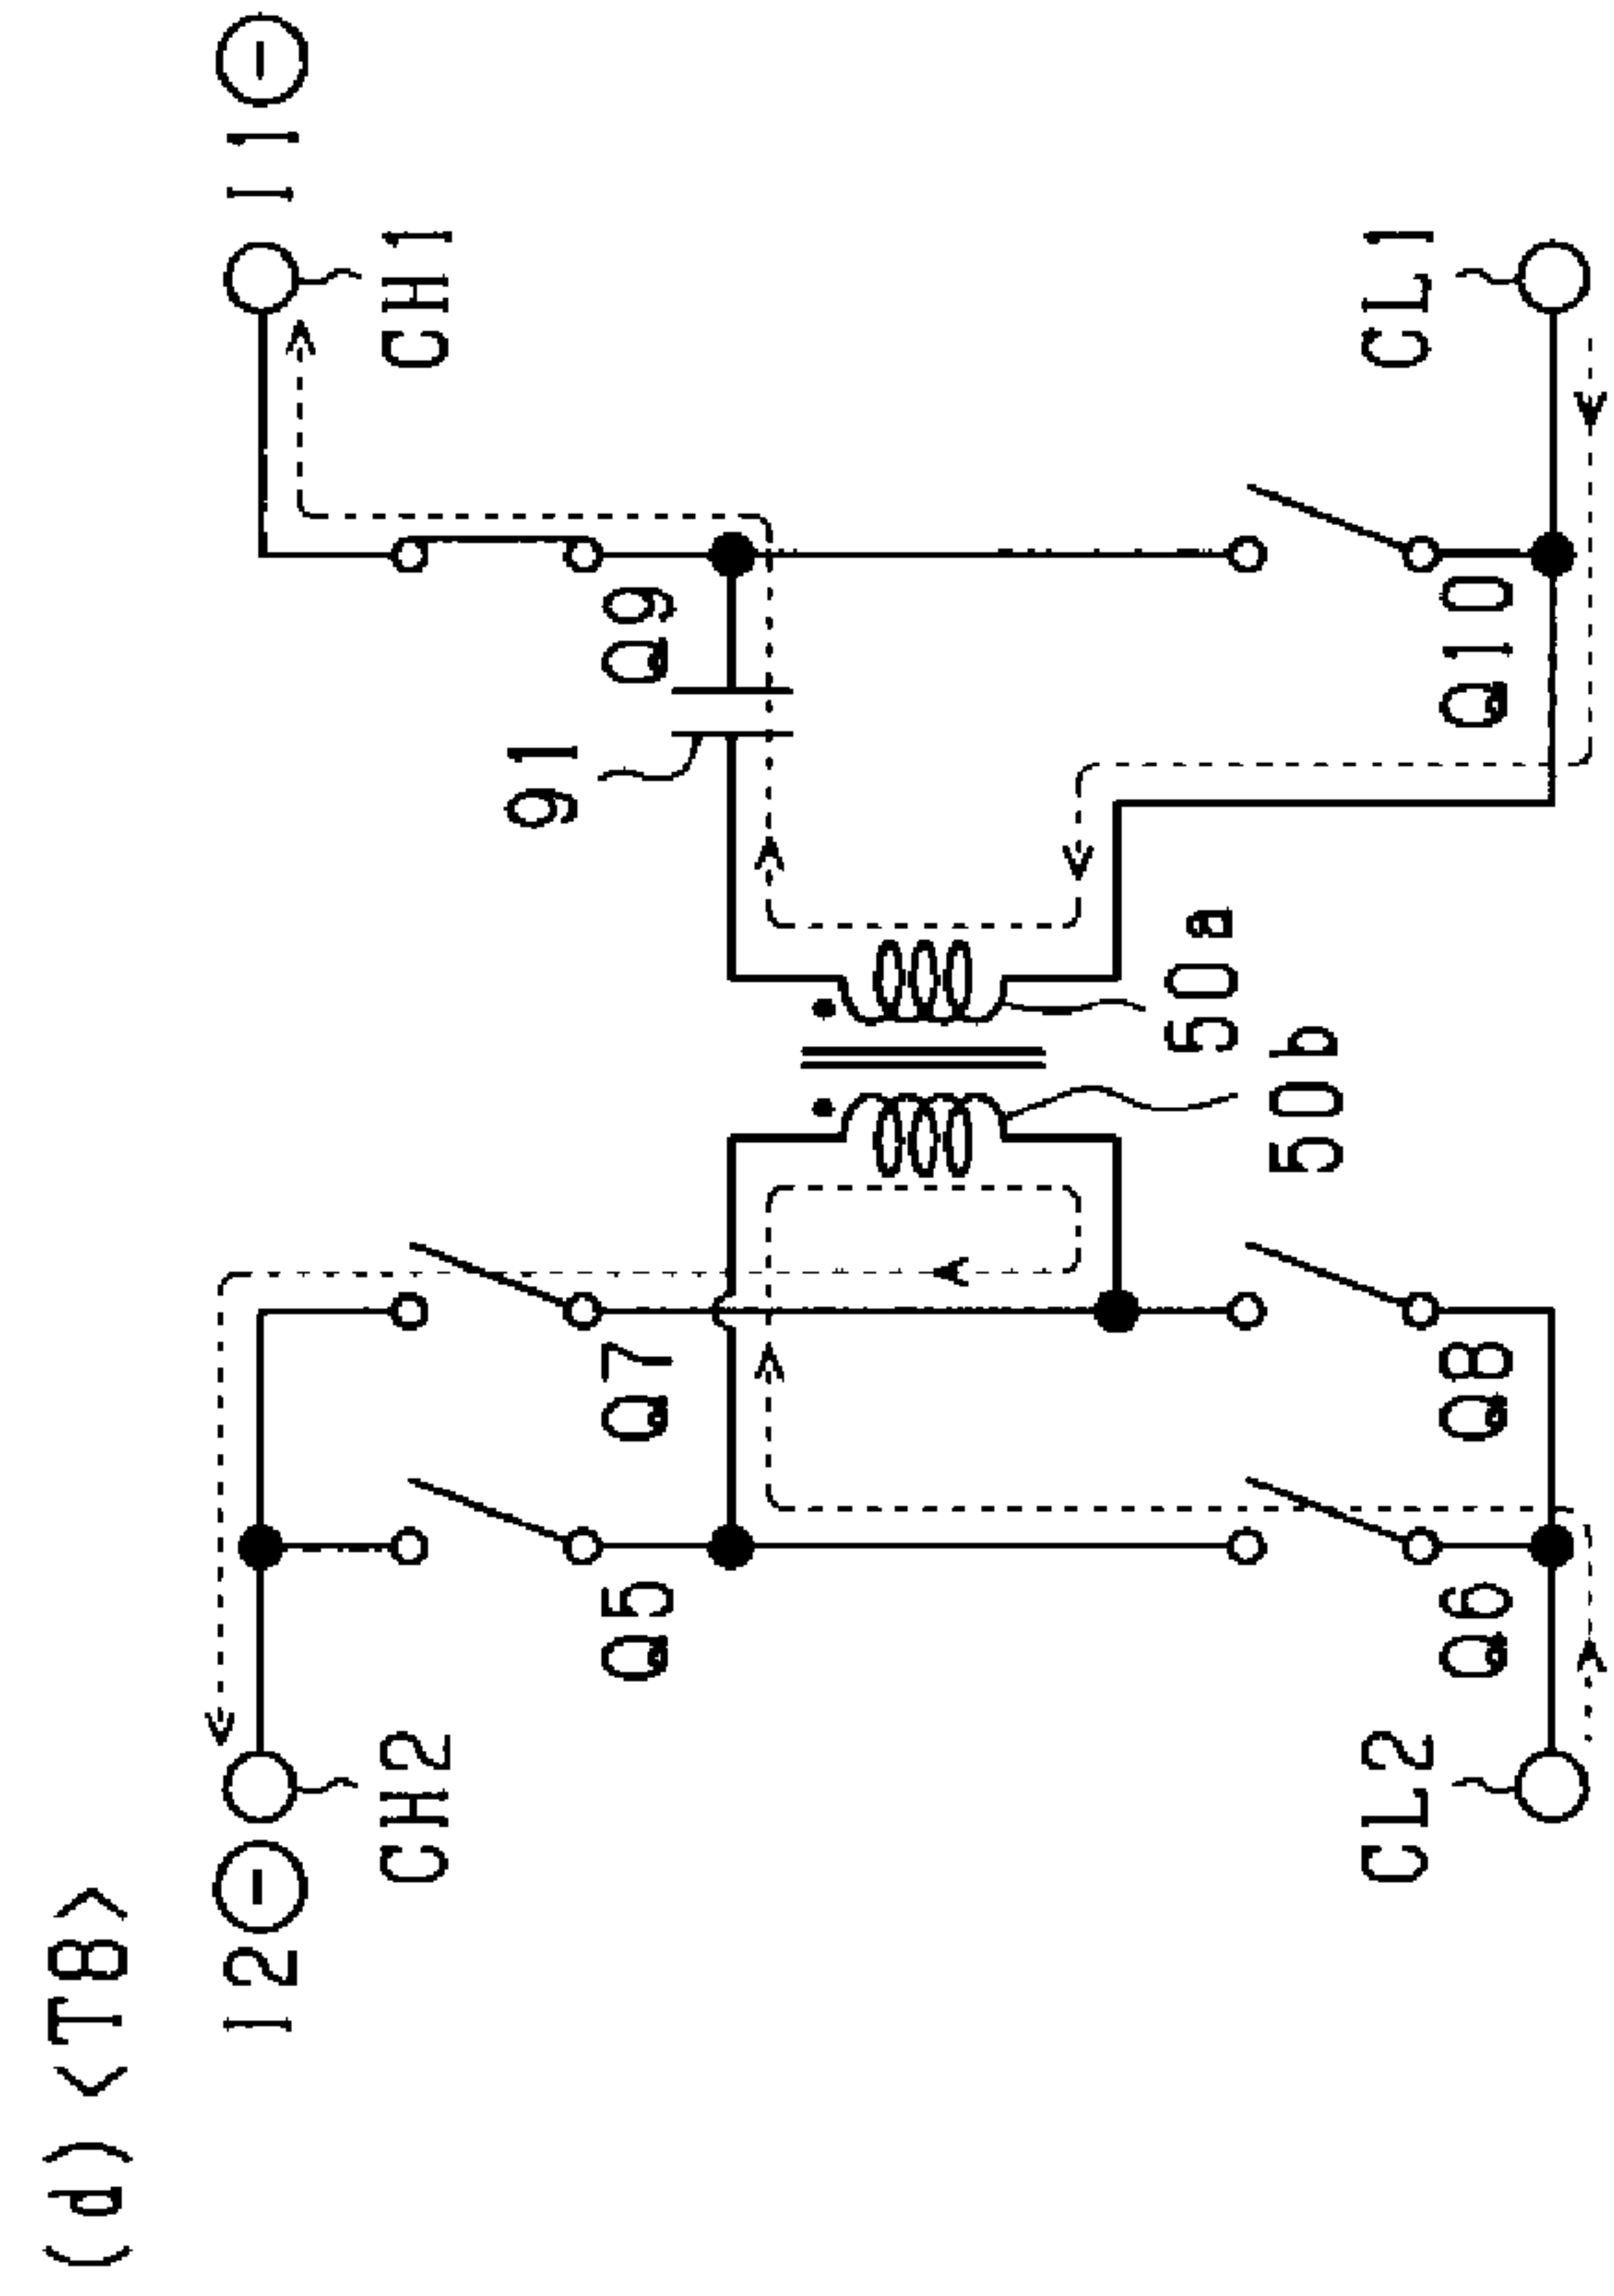 (d) <T8>
I2⊖
CH2
CL2
Q5
Q6
Q7
Q8
50b
50a
91
Q9
Q10
I1⊖
CH1
CL1